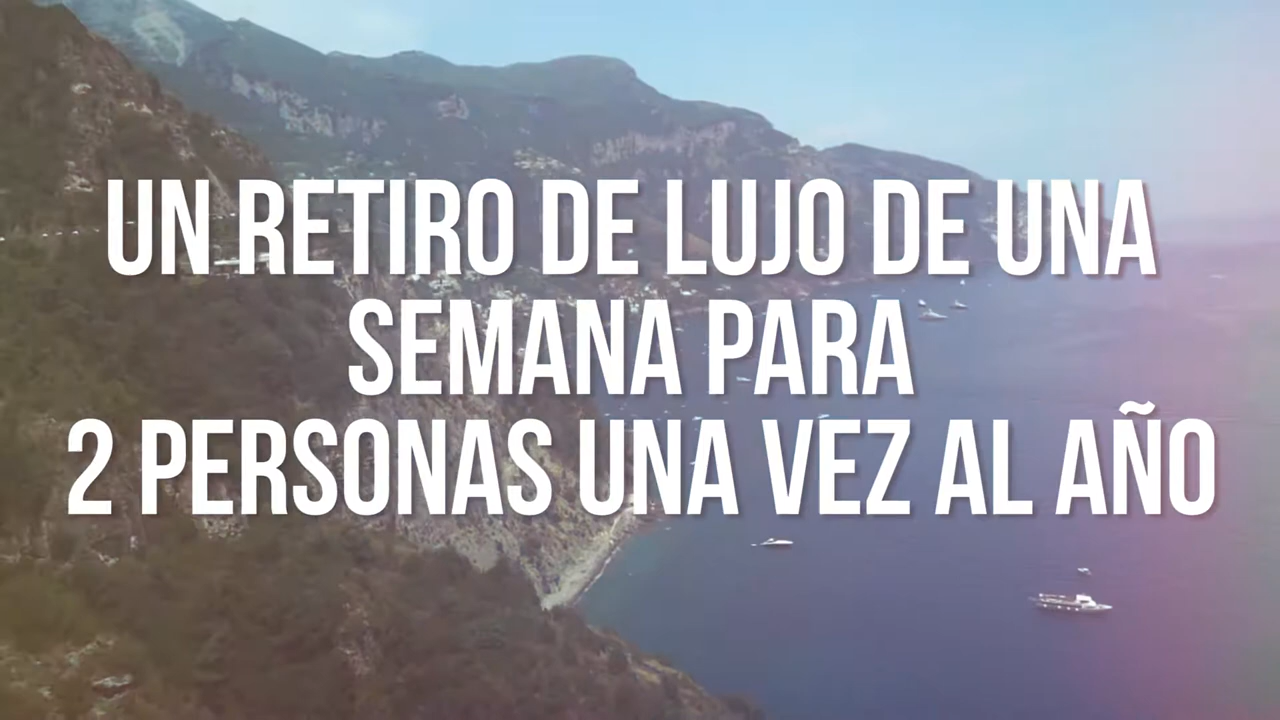 UN RETIRO DE LUJO DE UNA
SEMANA PARA
2 PERSONAS UNA VEZ AL AÑO